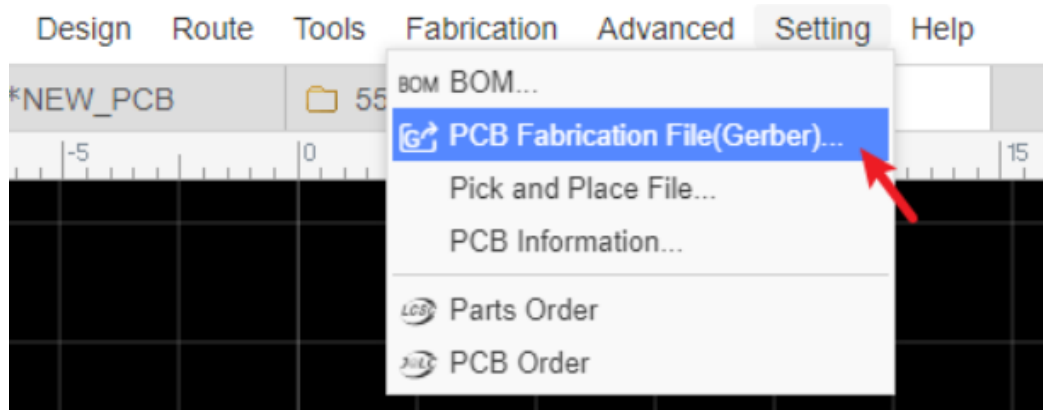 Design Route Tools Fabrication Advanced Setting Help
*NEW_PCB 55
BOM BOM...
G PCB Fabrication File(Gerber)...
-5 0 15
Pick and Place File...
PCB Information...
LCSC Parts Order
PCB Order